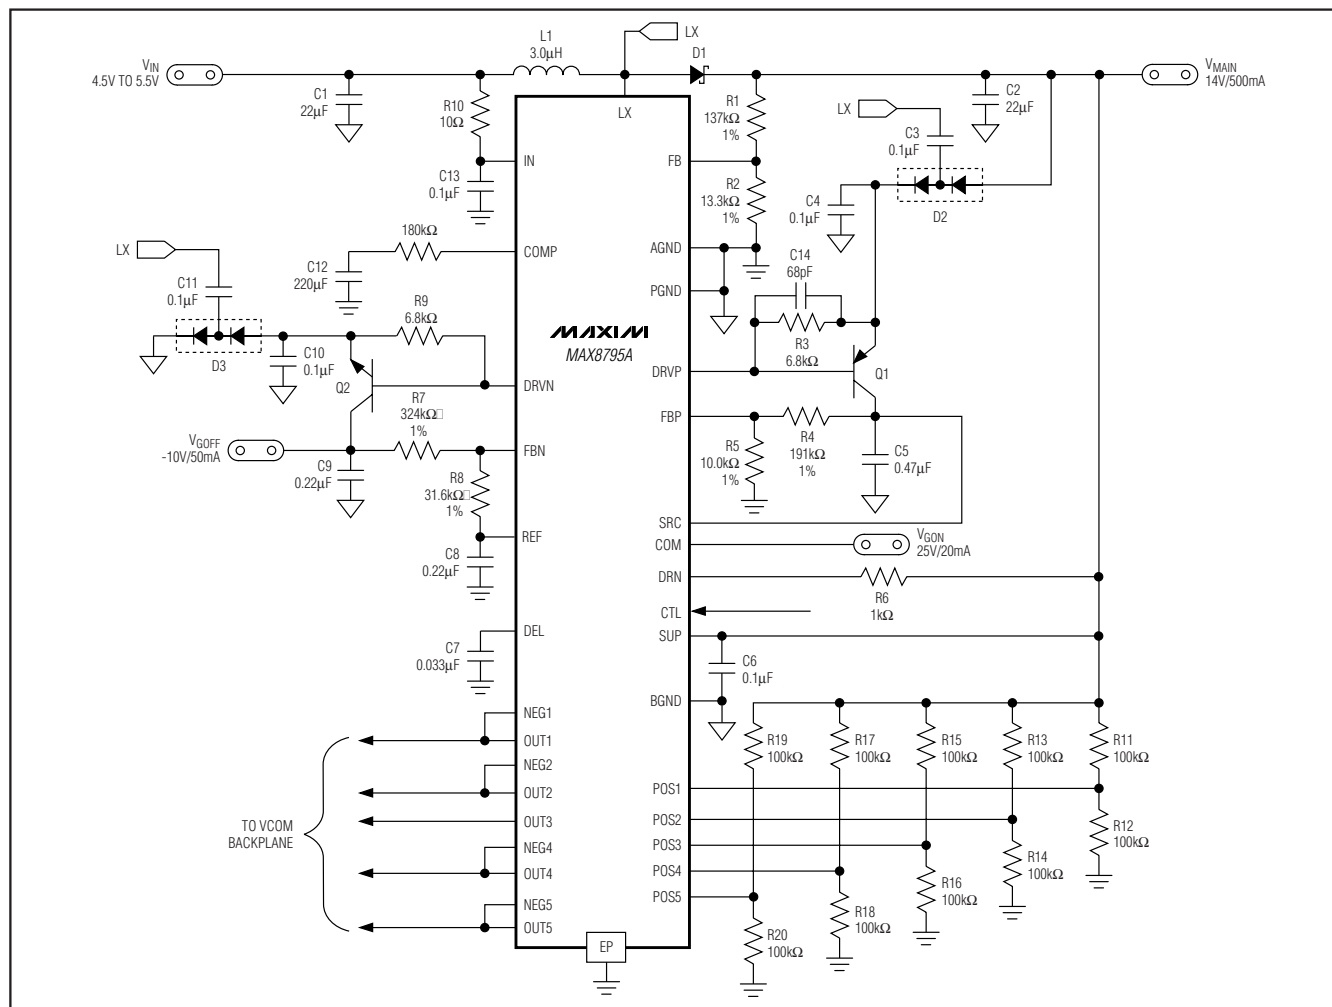 LX
L1
3.0µH
D1
VIN
4.5V TO 5.5V
VMAIN
14V/500mA
C1
22µF
R10
10Ω
LX
R1
137kΩ
1%
LX
C3
0.1µF
C2
22µF
IN
FB
C13
0.1µF
R2
13.3kΩ
1%
C4
0.1µF
D2
180kΩ
COMP
AGND
LX
C12
220µF
C14
68pF
C11
0.1µF
PGND
R9
6.8kΩ
MAXIM
MAX8795A
R3
6.8kΩ
D3
C10
0.1µF
Q2
DRVN
DRVP
Q1
R7
324kΩ□
1%
FBP
VGOFF
-10V/50mA
FBN
R5
10.0kΩ
1%
R4
191kΩ
1%
C5
0.47µF
C9
0.22µF
R8
31.6kΩ□
1%
SRC
REF
COM
VGON
25V/20mA
C8
0.22µF
DRN
R6
1kΩ
CTL
DEL
SUP
C7
0.033µF
C6
0.1µF
BGND
NEG1
OUT1
R19
100kΩ
R17
100kΩ
R15
100kΩ
R13
100kΩ
R11
100kΩ
NEG2
OUT2
POS1
TO VCOM
BACKPLANE
OUT3
POS2
R12
100kΩ
NEG4
POS3
R14
100kΩ
OUT4
POS4
R16
100kΩ
NEG5
POS5
R18
100kΩ
OUT5
R20
100kΩ
EP